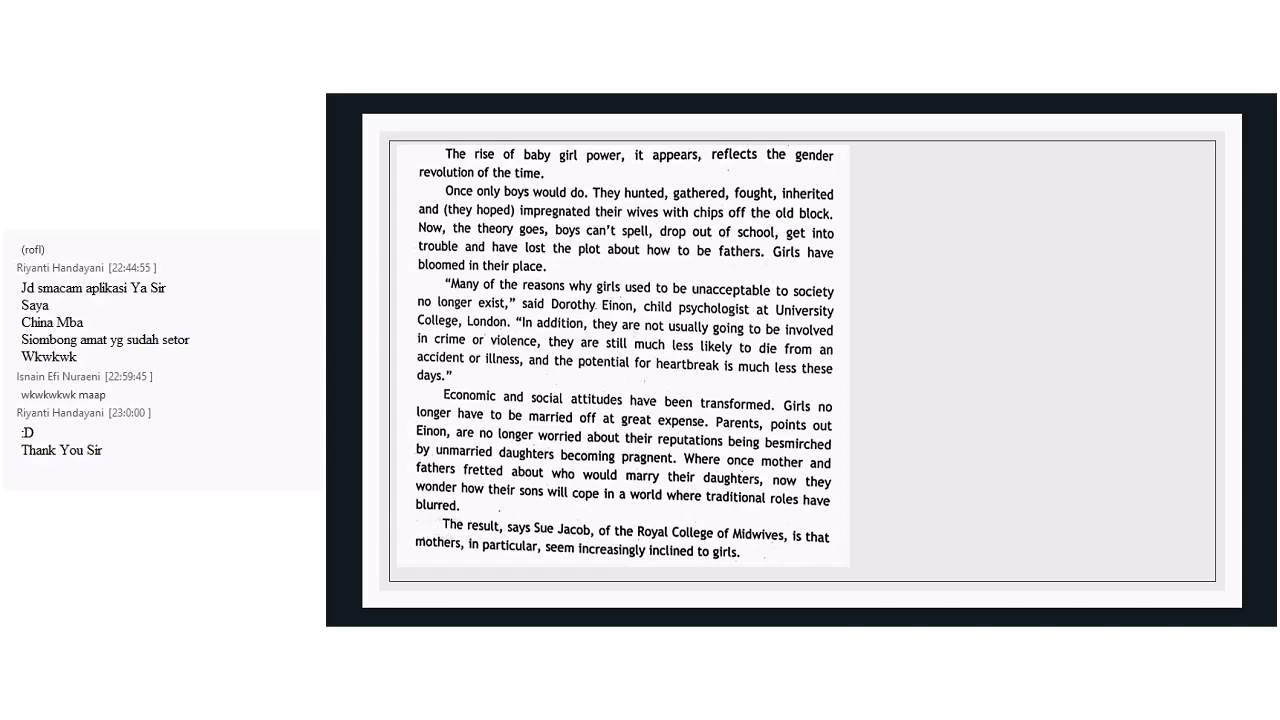 (rofl)
Riyanti Handayani [22:44:55 ]
Jd smacam aplikasi Ya Sir
Saya
China Mba
Siombong amat yg sudah setor
Wkwkwk
Isnain Efi Nuraeni [22:59:45 ]
wkwkwkwk maap
Riyanti Handayani [23:0:00 ]
:D
Thank You Sir
The rise of baby girl power, it appears, reflects the gender
revolution of the time.
Once only boys would do. They hunted, gathered, fought, inherited
and (they hoped) impregnated their wives with chips off the old block.
Now, the theory goes, boys can't spell, drop out of school, get into
trouble and have lost the plot about how to be fathers. Girls have
bloomed in their place.
"Many of the reasons why girls used to be unacceptable to society
no longer exist," said Dorothy Einon, child psychologist at University
College, London. "In addition, they are not usually going to be involved
in crime or violence, they are still much less likely to die from an
accident or illness, and the potential for heartbreak is much less these
days."
Economic and social attitudes have been transformed. Girls no
longer have to be married off at great expense. Parents, points out
Einon, are no longer worried about their reputations being besmirched
by unmarried daughters becoming pragnent. Where once mother and
fathers fretted about who would marry their daughters, now they
wonder how their sons will cope in a world where traditional roles have
blurred.
The result, says Sue Jacob, of the Royal College of Midwives, is that
mothers, in particular, seem increasingly inclined to girls.